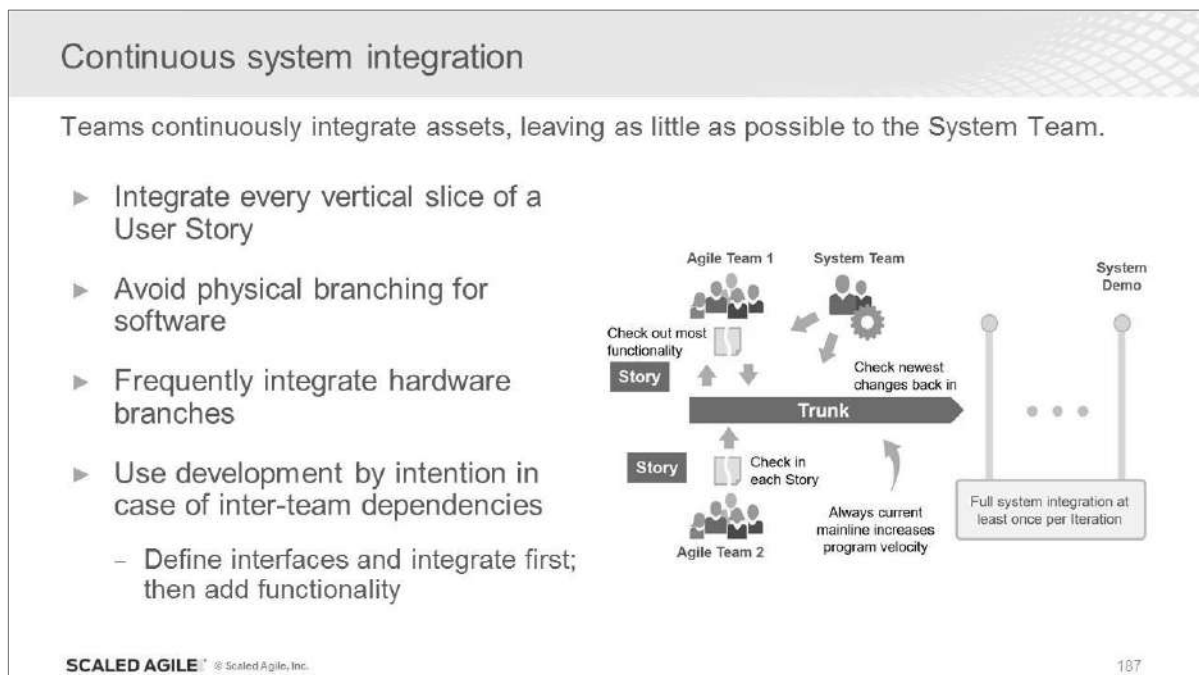 Continuous system integration
Teams continuously integrate assets, leaving as little as possible to the System Team.
► Integrate every vertical slice of a
User Story
► Avoid physical branching for
software
► Frequently integrate hardware
branches
► Use development by intention in
case of inter-team dependencies
– Define interfaces and integrate first;
then add functionality
Agile Team 1
System Team
System
Demo
Check out most
functionality
Story
Check newest
changes back in
Trunk
Story
Check in
each Story
Always current
mainline increases
program velocity
Agile Team 2
Full system integration at
least once per Iteration
SCALED AGILE © Scaled Agile, Inc.
187